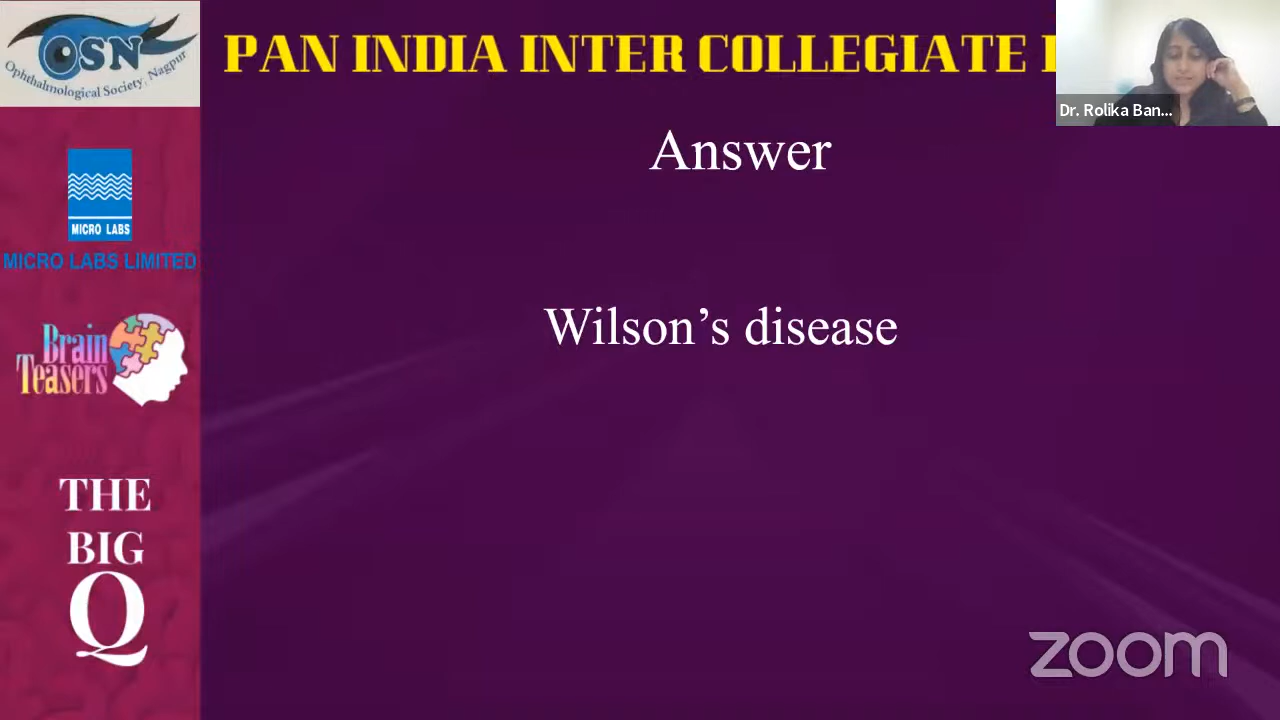 OSN
Ophthalmological Society, Nagpur
PAN INDIA INTER COLLEGIATE
Dr. Rolika Ban...
Answer
MICRO LABS
MICRO LABS LIMITED
Wilson’s disease
Brain
Teasers
THE
BIG
Q
zoom